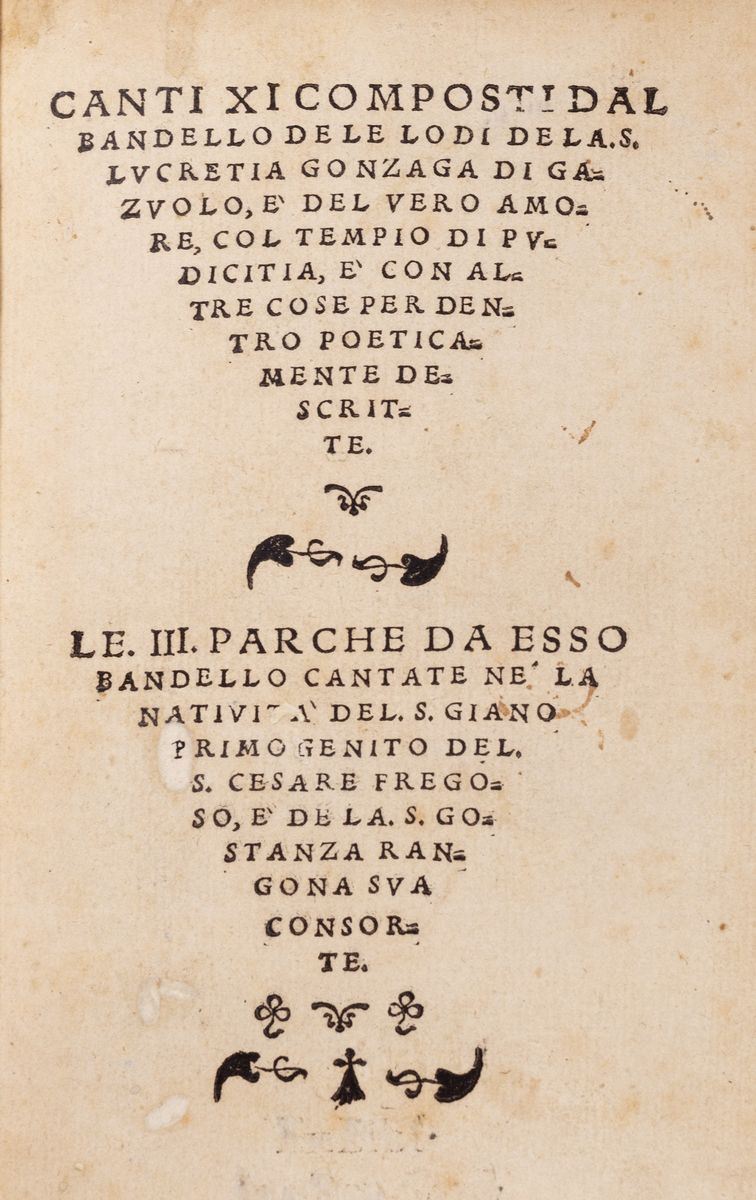 CANTI XI COMPOSTI DAL
BANDELLO DE LE LODI DE LA. S.
LVCRETIA GONZAGA DI GA=
ZVOLO, E' DEL VERO AMO=
RE, COL TEMPIO DI PV=
DICITIA, E' CON AL=
TRE COSE PER DEN=
TRO POETICA=
MENTE DE=
SCRIT=
TE.
LE. III. PARCHE DA ESSO
BANDELLO CANTATE NE' LA
NATIVITA' DEL. S. GIANO
PRIMOGENITO DEL.
S. CESARE FREGO=
SO, E' DE LA. S. GO=
STANZA RAN=
GONA SVA
CONSOR=
TE.